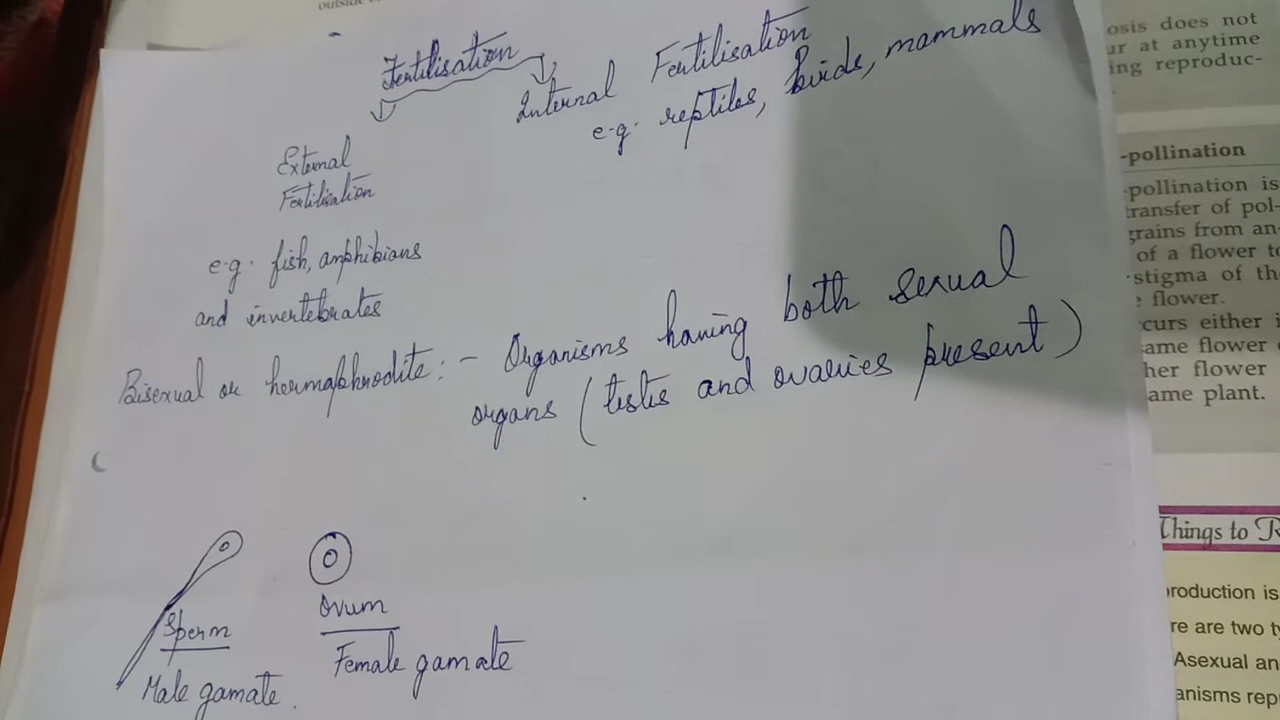 outside
Fertilisation
External
Fertilisation
e.g. fish, amphibians
and invertebrates
Internal Fertilisation
e.g. reptiles, birds, mammals
Bisexual or hermaphrodite:- Organisms having both sexual
organs (testis and ovaries present)
Sperm
Male gamate.
Ovum
Female gamate
osis does not
ur at anytime
ing reproduc-
-pollination
-pollination is
transfer of pol-
grains from an-
of a flower to
stigma of th
e flower.
curs either i
ame flower
her flower
ame plant.
Things to R
roduction is
re are two ty
Asexual an
anisms rep